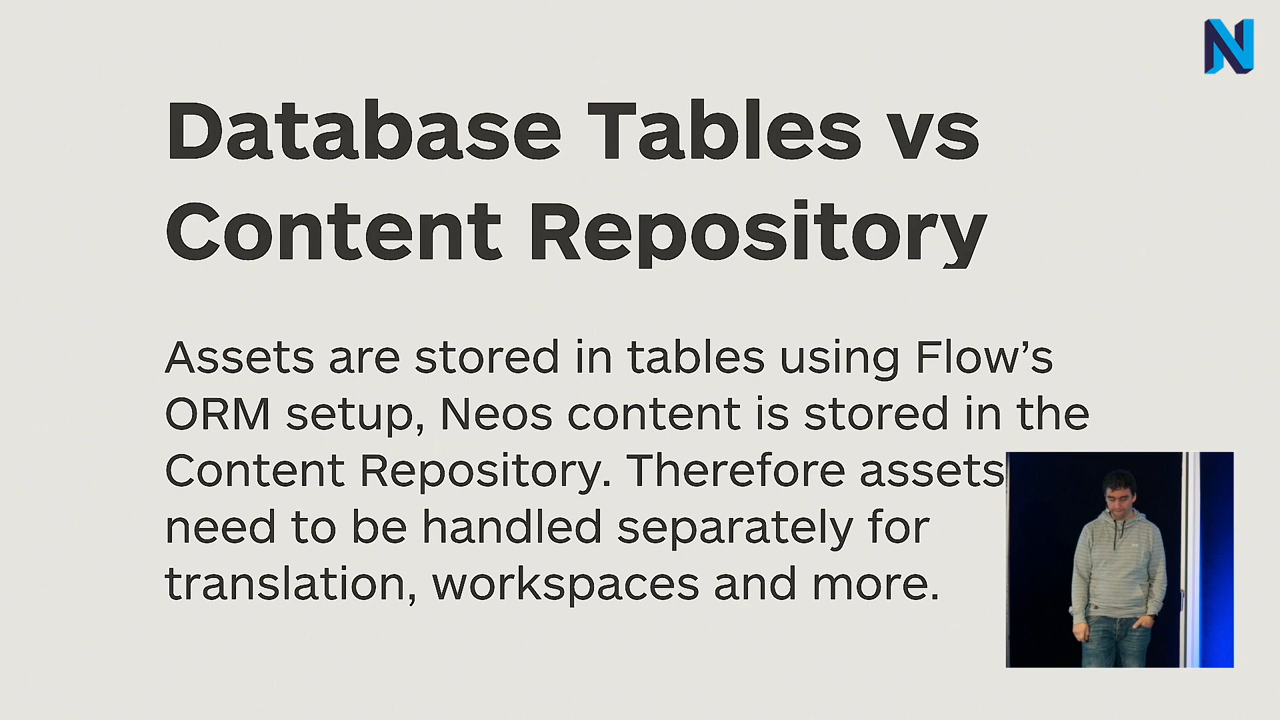 Database Tables vs
Content Repository
Assets are stored in tables using Flow’s
ORM setup, Neos content is stored in the
Content Repository. Therefore assets
need to be handled separately for
translation, workspaces and more.